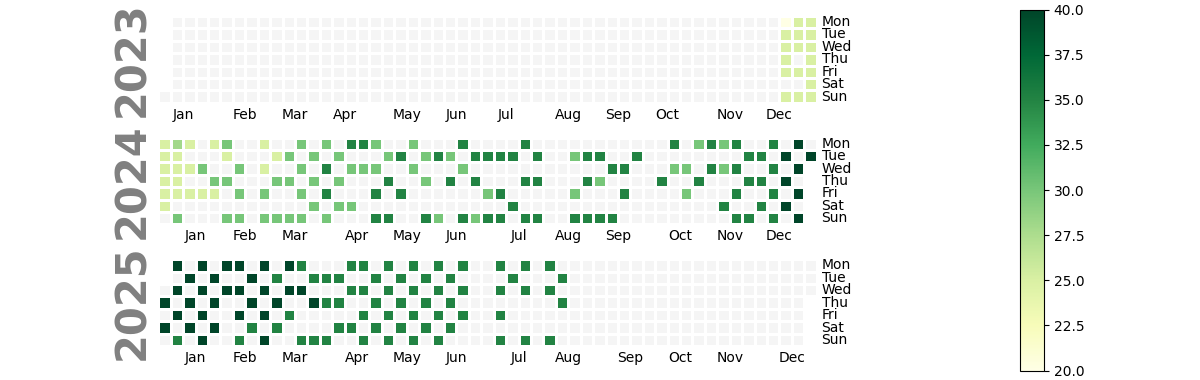 2023
Mon
Tue
Wed
Thu
Fri
Sat
Sun
Jan Feb Mar Apr May Jun Jul Aug Sep Oct Nov Dec
2024
Mon
Tue
Wed
Thu
Fri
Sat
Sun
Jan Feb Mar Apr May Jun Jul Aug Sep Oct Nov Dec
2025
Mon
Tue
Wed
Thu
Fri
Sat
Sun
Jan Feb Mar Apr May Jun Jul Aug Sep Oct Nov Dec
40.0
37.5
35.0
32.5
30.0
27.5
25.0
22.5
20.0